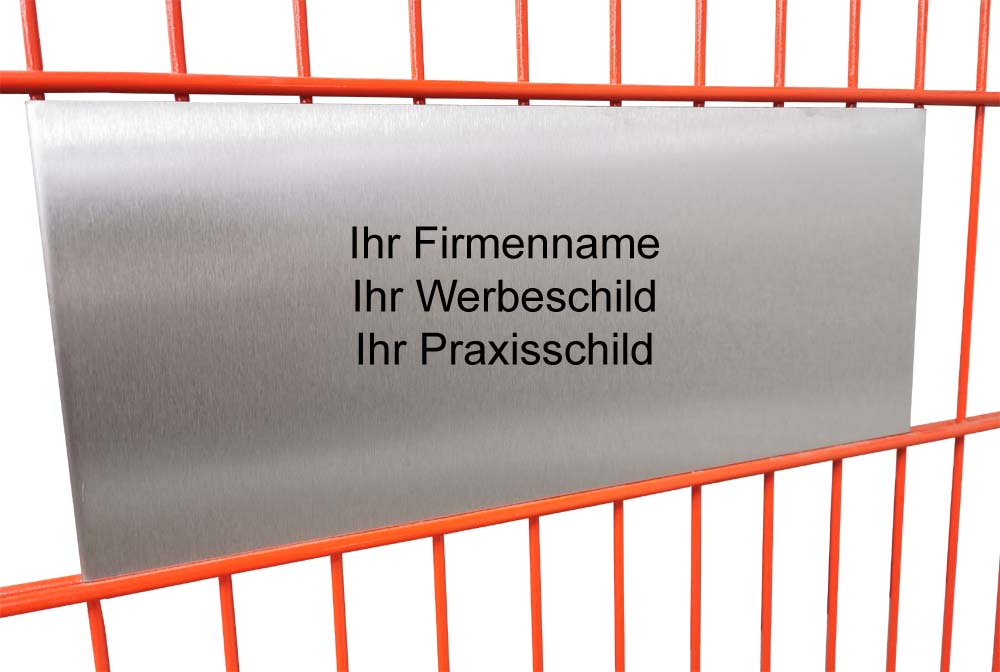 Ihr Firmenname
Ihr Werbeschild
Ihr Praxisschild